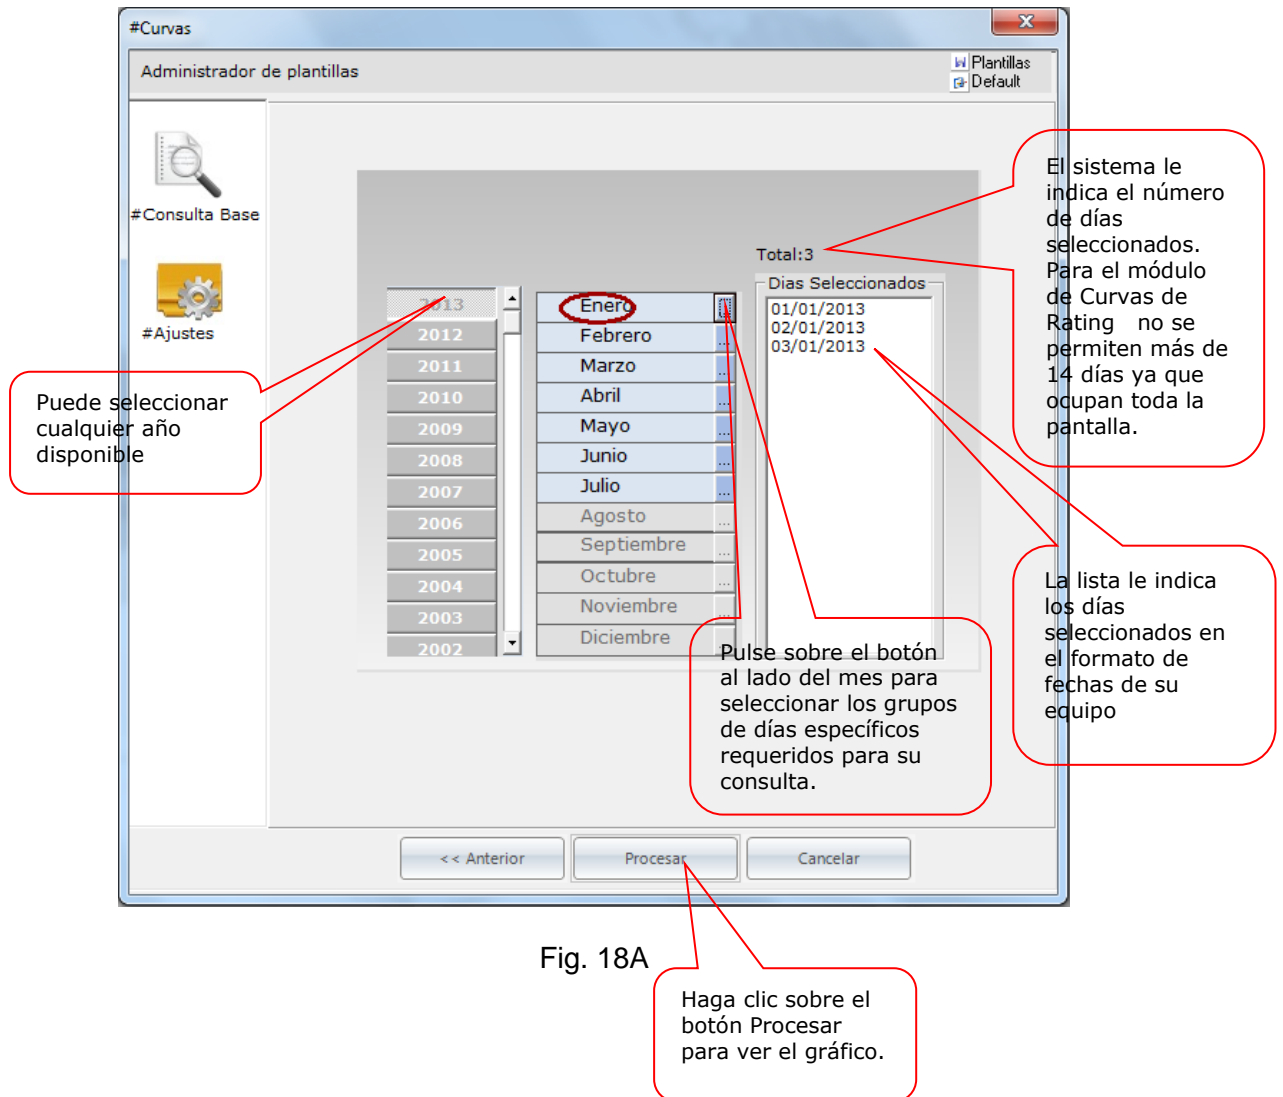 #Curvas
Administrador de plantillas
Plantillas
Default
#Consulta Base
#Ajustes
Total:3
Dias Seleccionados
01/01/2013
02/01/2013
03/01/2013
2013
2012
2011
2010
2009
2008
2007
2006
2005
2004
2003
2002
Enero
Febrero
Marzo
Abril
Mayo
Junio
Julio
Agosto
Septiembre
Octubre
Noviembre
Diciembre
El sistema le
indica el número
de días
seleccionados.
Para el módulo
de Curvas de
Rating no se
permiten más de
14 días ya que
ocupan toda la
pantalla.
Puede seleccionar
cualquier año
disponible
La lista le indica
los días
seleccionados en
el formato de
fechas de su
equipo
Pulse sobre el botón
al lado del mes para
seleccionar los grupos
de días específicos
requeridos para su
consulta.
<< Anterior
Procesar
Cancelar
Fig. 18A
Haga clic sobre el
botón Procesar
para ver el gráfico.